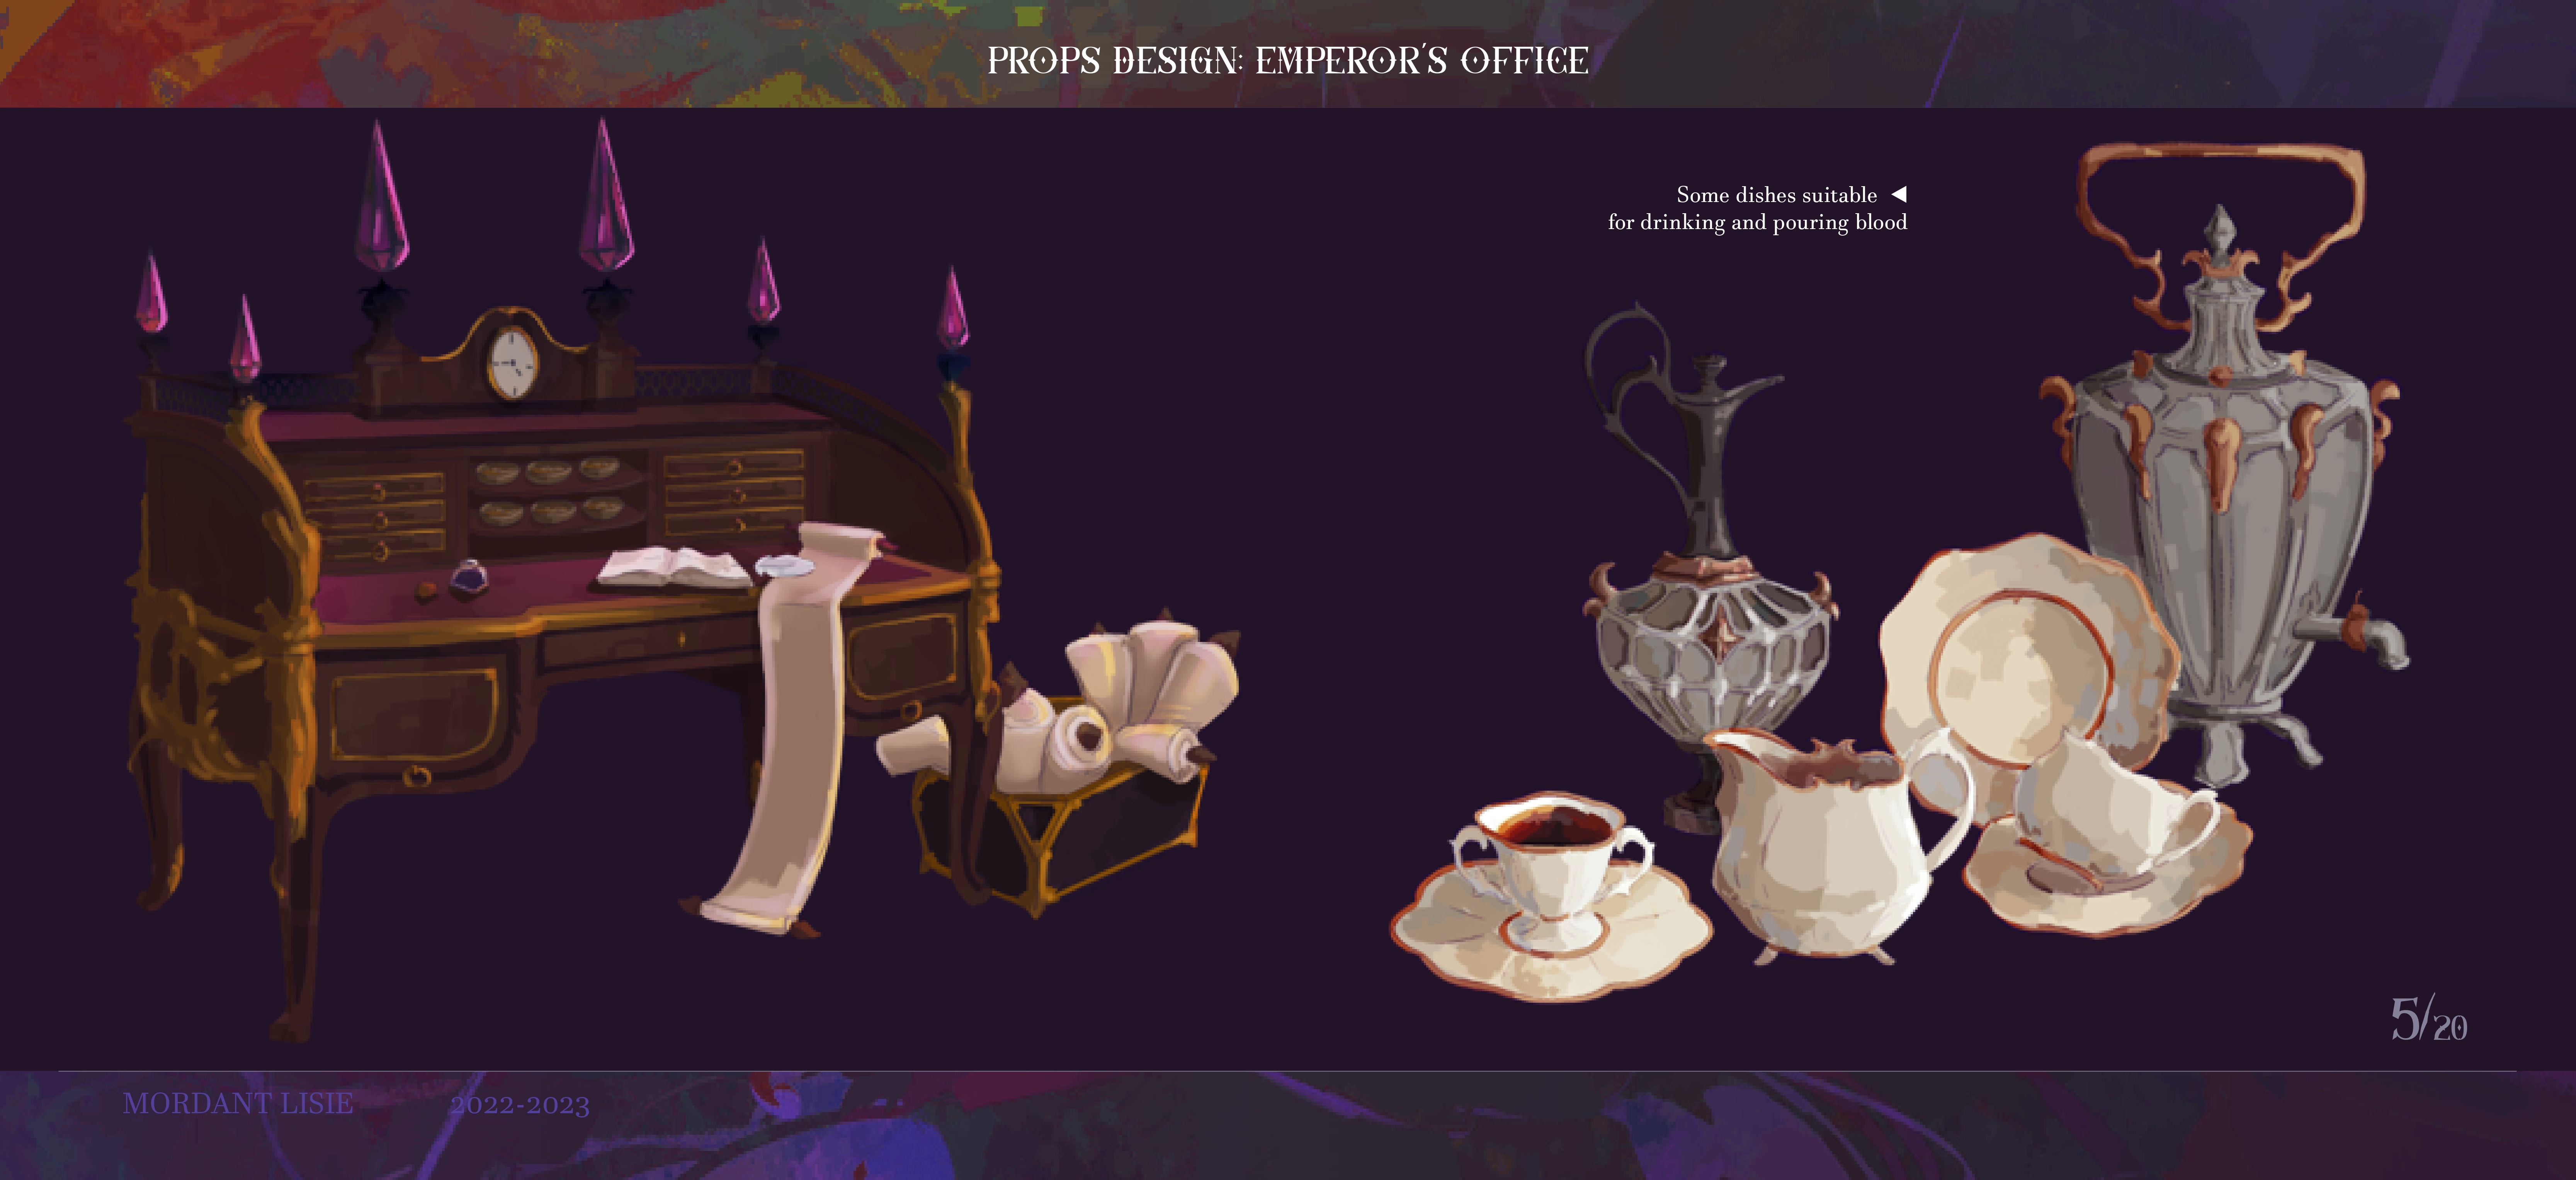 PROPS DESIGN: EMPEROR'S OFFICE
Some dishes suitable ◀
for drinking and pouring blood
5/20
MORDANT LISIE 2022-2023